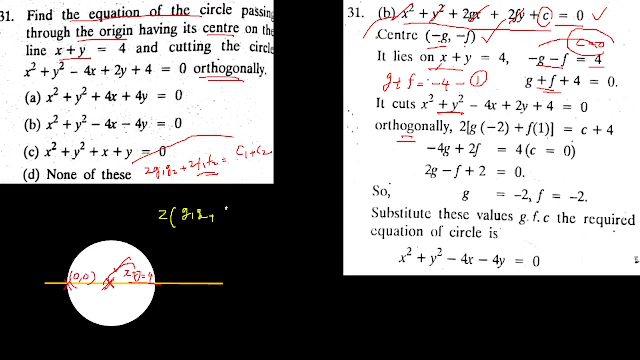 31. Find the equation of the circle passing
through the origin having its centre on the
line x + y = 4 and cutting the circle
x² + y² − 4x + 2y + 4 = 0 orthogonally.
(a) x² + y² + 4x + 4y = 0
(b) x² + y² − 4x − 4y = 0
(c) x² + y² + x + y = 0
(d) None of these
2g₁g₂ + 2f₁f₂ = C₁ + C₂
2(g₁g₂ +
(0,0)
31. (b) x² + y² + 2gx + 2fy + c = 0
c=0
Centre (−g, −f)
It lies on x + y = 4, −g − f = 4
g + f = −4 − ①
g + f + 4 = 0.
It cuts x² + y² − 4x + 2y + 4 = 0
orthogonally, 2[g(−2) + f(1)] = c + 4
−4g + 2f = 4 (c = 0)
2g − f + 2 = 0.
So, g = −2, f = −2.
Substitute these values g. f. c the required
equation of circle is
x² + y² − 4x − 4y = 0